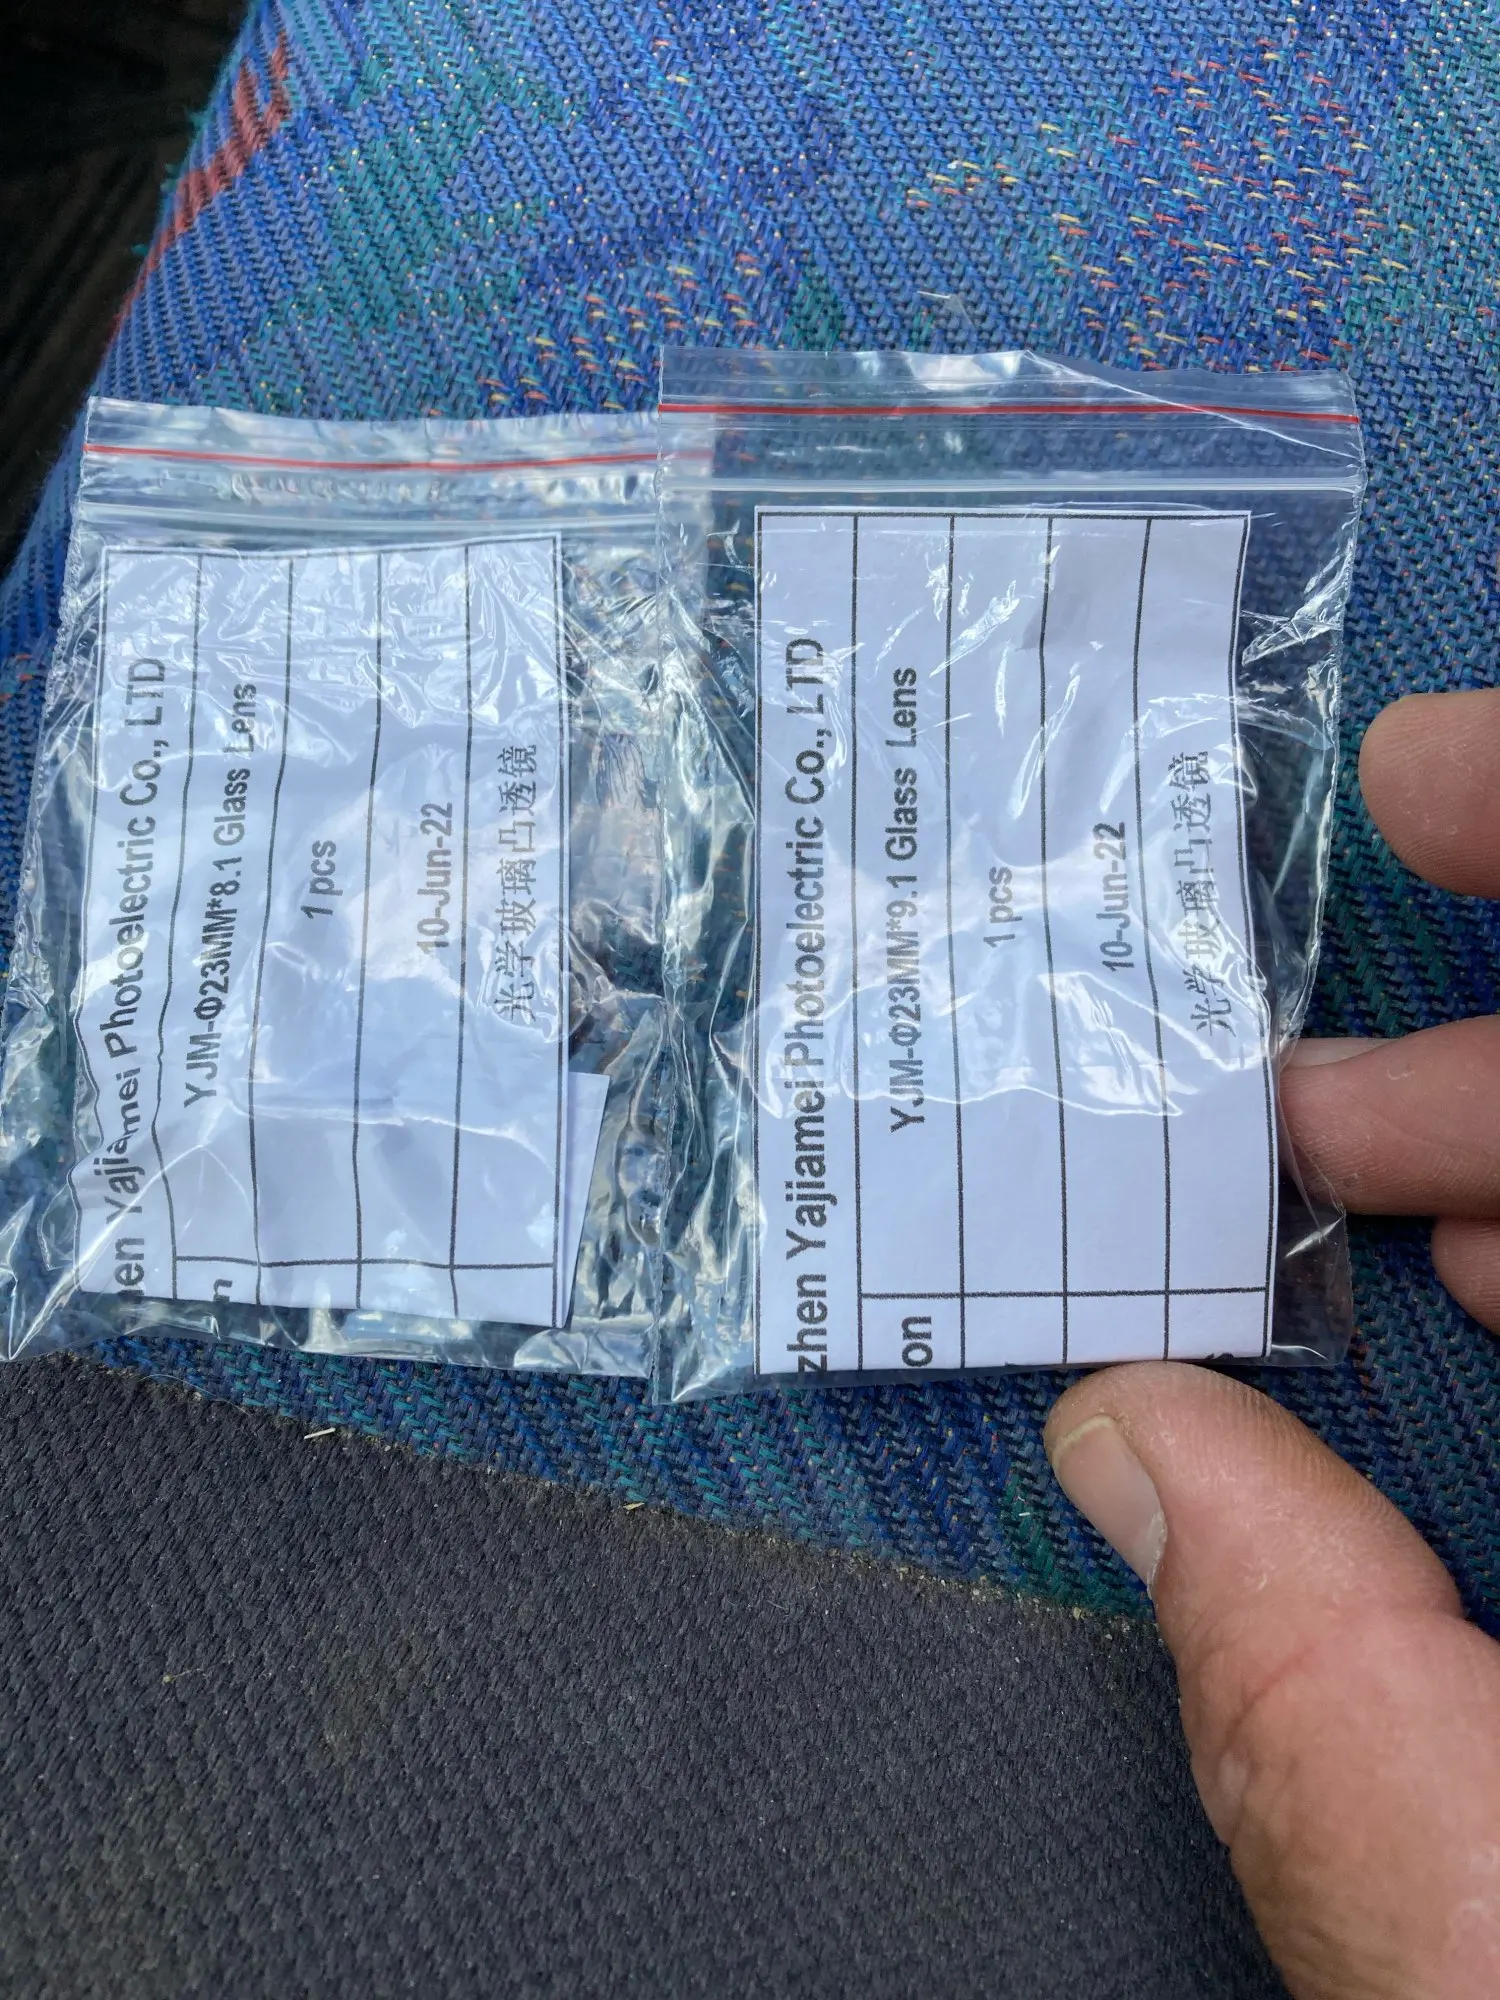 zhen Yajiamei Photoelectric Co., LTD
YJM-Φ23MM*8.1 Glass Lens
1 pcs
10-Jun-22
光学玻璃凸透镜
zhen Yajiamei Photoelectric Co., LTD
on
YJM-Φ23MM*9.1 Glass Lens
1 pcs
10-Jun-22
光学玻璃凸透镜